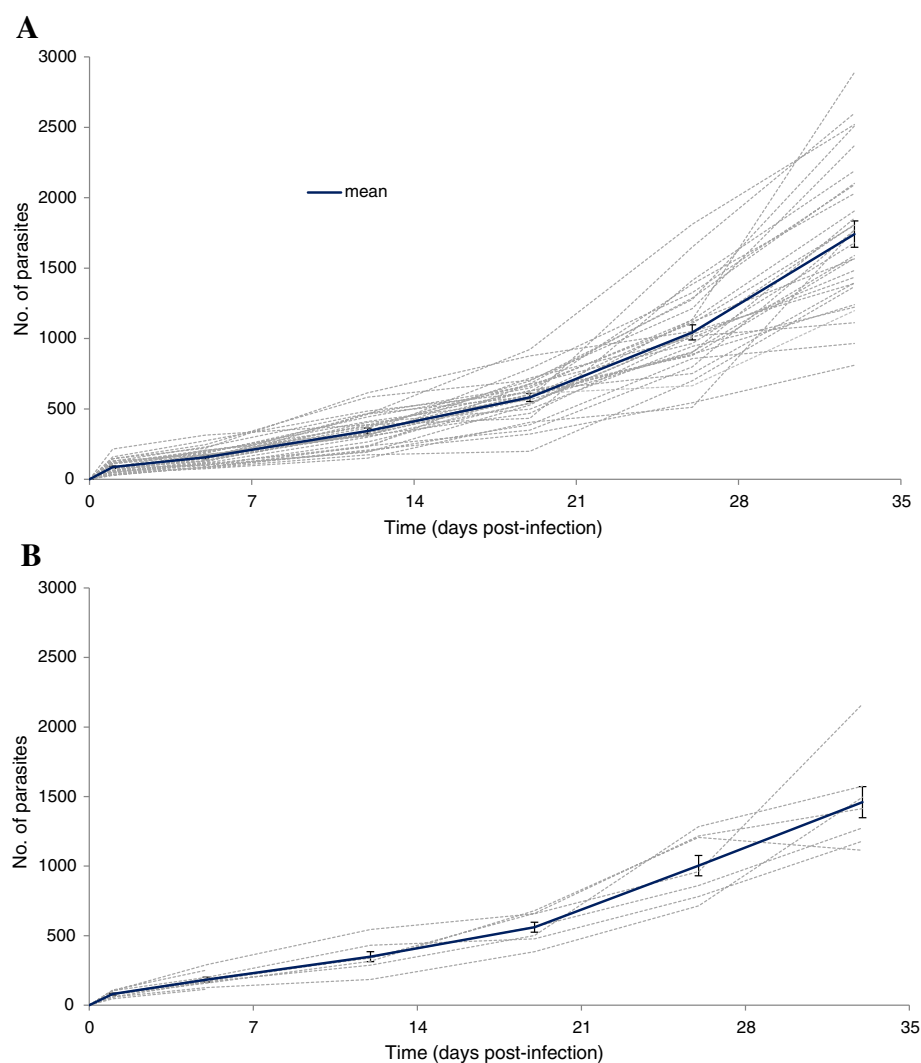 A
3000
2500
2000
1500
1000
500
0
No. of parasites
mean
0 7 14 21 28 35
Time (days post-infection)
B
3000
2500
2000
1500
1000
500
0
No. of parasites
0 7 14 21 28 35
Time (days post-infection)